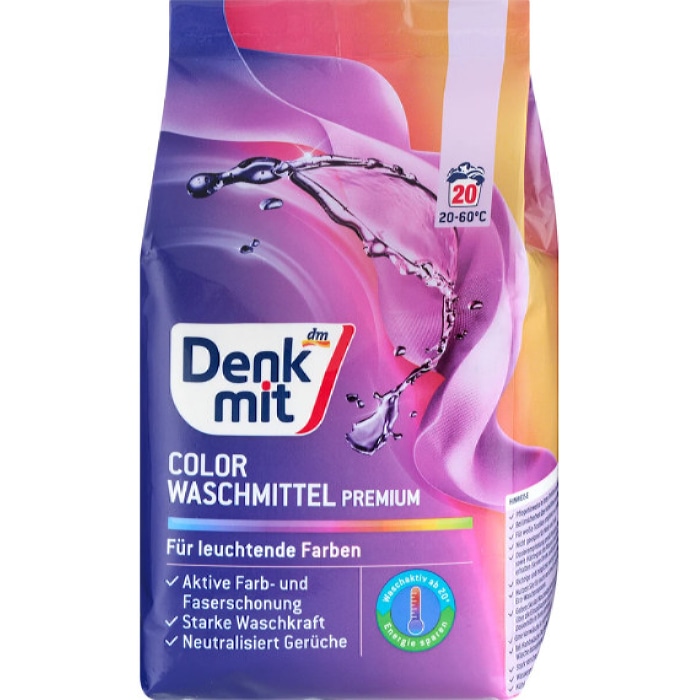 20
20-60°C
dm
Denk
mit
COLOR
WASCHMITTEL PREMIUM
Für leuchtende Farben
✓ Aktive Farb- und
Faserschonung
✓ Starke Waschkraft
✓ Neutralisiert Gerüche
Waschaktiv ab 20°
Energie sparen
HINWEISE